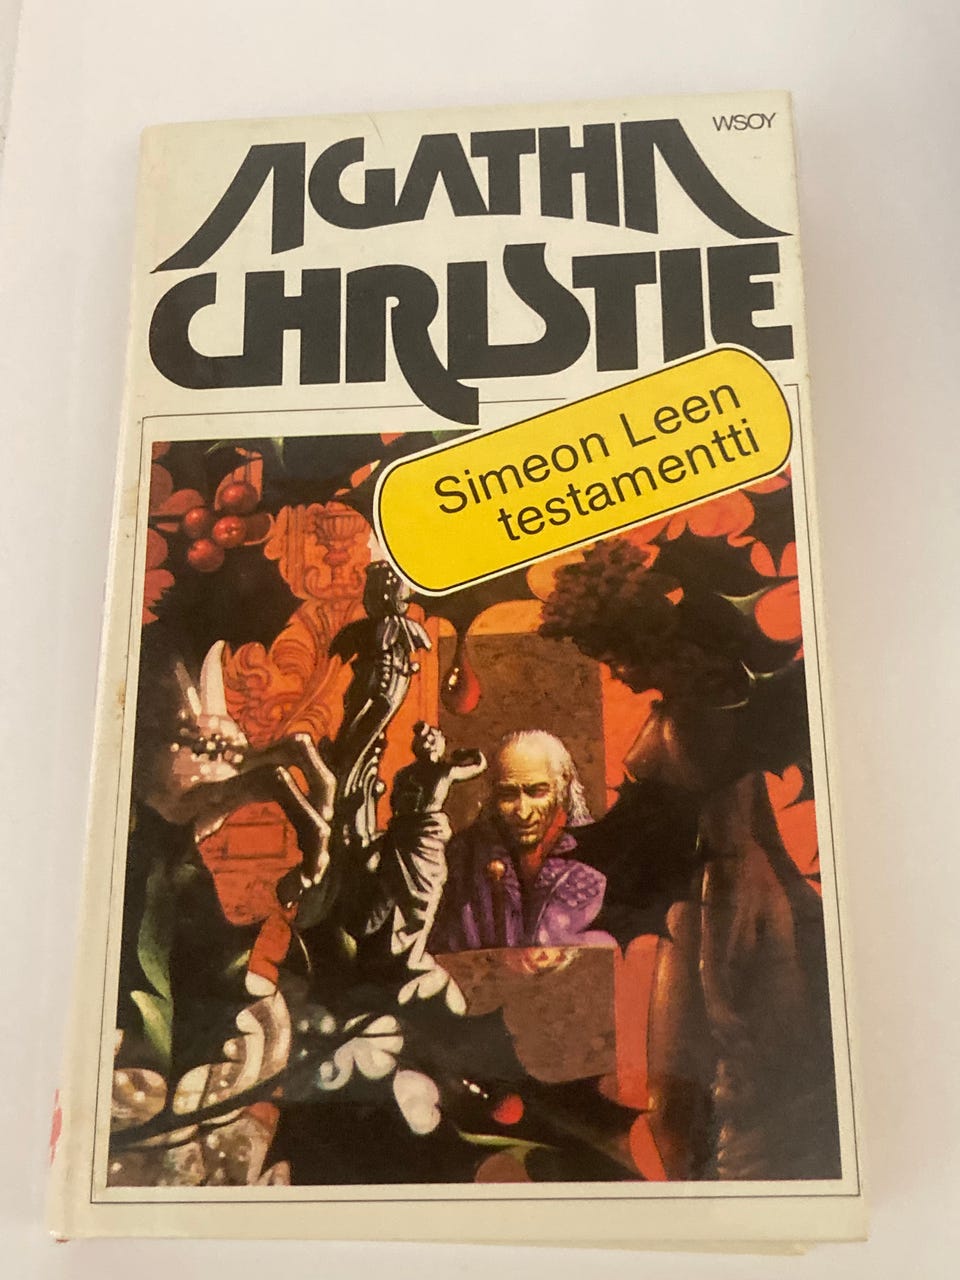 WSOY
AGATHA
CHRISTIE
Simeon Leen
testamentti